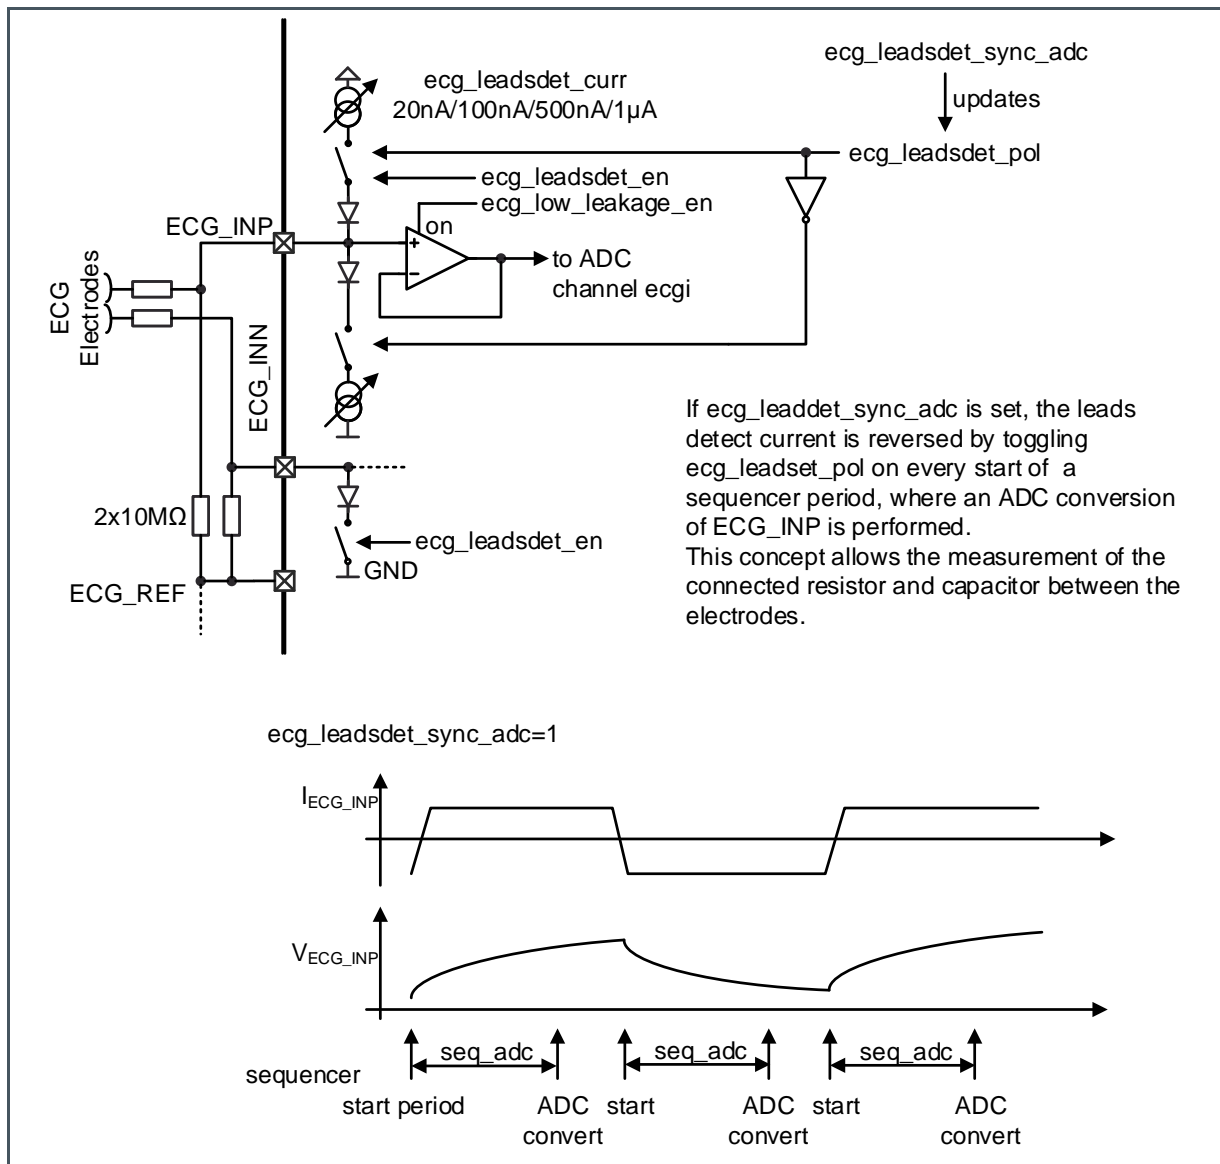 ecg_leadsdet_sync_adc
ecg_leadsdet_curr
20nA/100nA/500nA/1µA
updates
ecg_leadsdet_pol
ecg_leadsdet_en
ecg_low_leakage_en
ECG_INP
on
+
−
to ADC
channel ecgi
ECG
Electrodes
ECG_INN
If ecg_leaddet_sync_adc is set, the leads
detect current is reversed by toggling
ecg_leadset_pol on every start of a
sequencer period, where an ADC conversion
of ECG_INP is performed.
This concept allows the measurement of the
connected resistor and capacitor between the
electrodes.
2x10MΩ
ecg_leadsdet_en
GND
ECG_REF
ecg_leadsdet_sync_adc=1
IECG_INP
VECG_INP
seq_adc seq_adc seq_adc
sequencer
start period ADC start ADC start ADC
convert convert convert